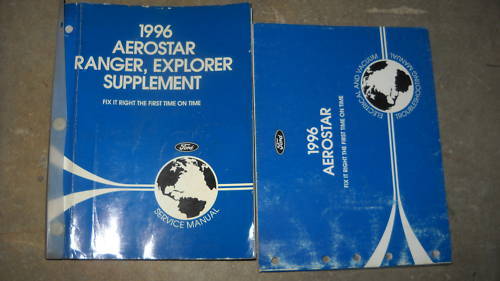 1996
AEROSTAR
RANGER, EXPLORER
SUPPLEMENT
FIX IT RIGHT THE FIRST TIME ON TIME
Ford
SERVICE MANUAL
ELECTRICAL AND VACUUM
TROUBLESHOOTING MANUAL
Ford
1996
AEROSTAR
FIX IT RIGHT THE FIRST TIME ON TIME